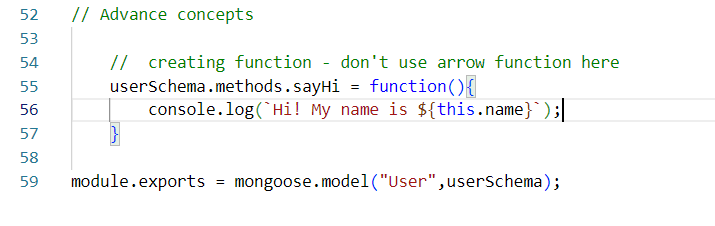 52 // Advance concepts
53
54 // creating function - don't use arrow function here
55 userSchema.methods.sayHi = function(){
56 console.log(`Hi! My name is ${this.name}`);
57 }
58
59 module.exports = mongoose.model("User",userSchema);